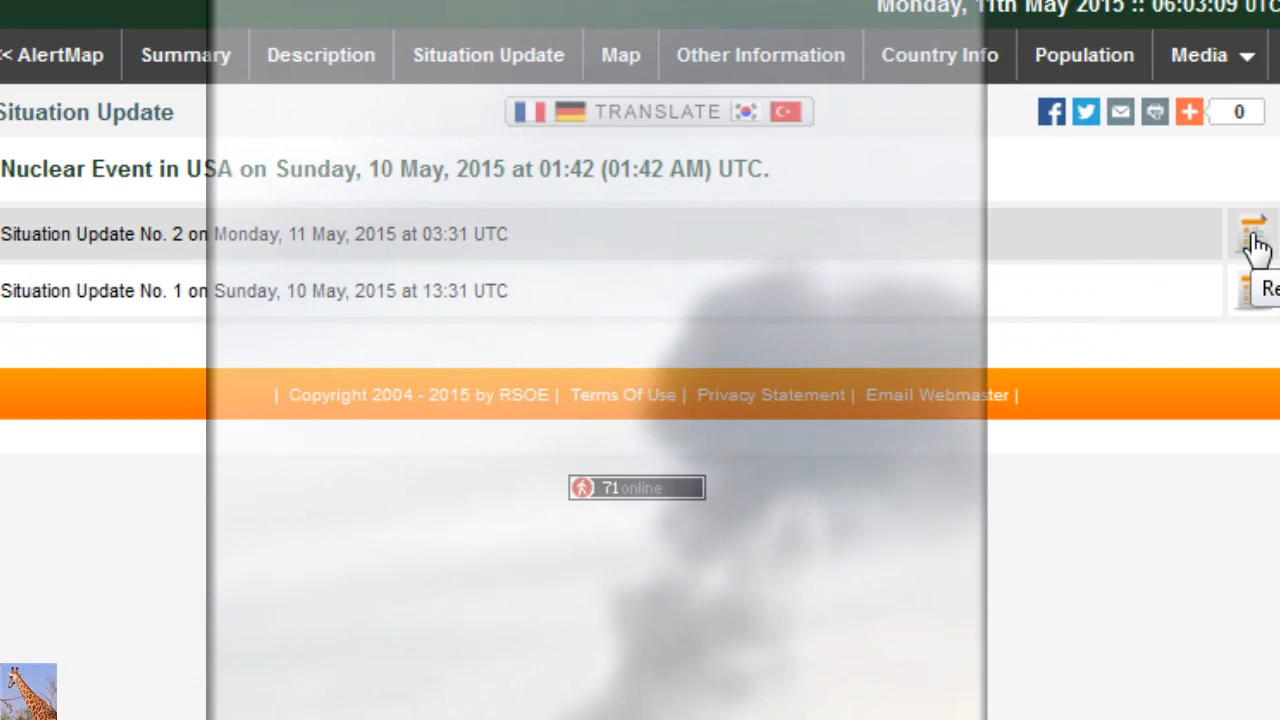 Monday, 11th May 2015 :: 06:03:09 UTC
<< AlertMap Summary Description Situation Update Map Other Information Country Info Population Media
Situation Update
TRANSLATE
0
Nuclear Event in USA on Sunday, 10 May, 2015 at 01:42 (01:42 AM) UTC.
Situation Update No. 2 on Monday, 11 May, 2015 at 03:31 UTC
Re
Situation Update No. 1 on Sunday, 10 May, 2015 at 13:31 UTC
| Copyright 2004 - 2015 by RSOE | Terms Of Use | Privacy Statement | Email Webmaster |
71 online